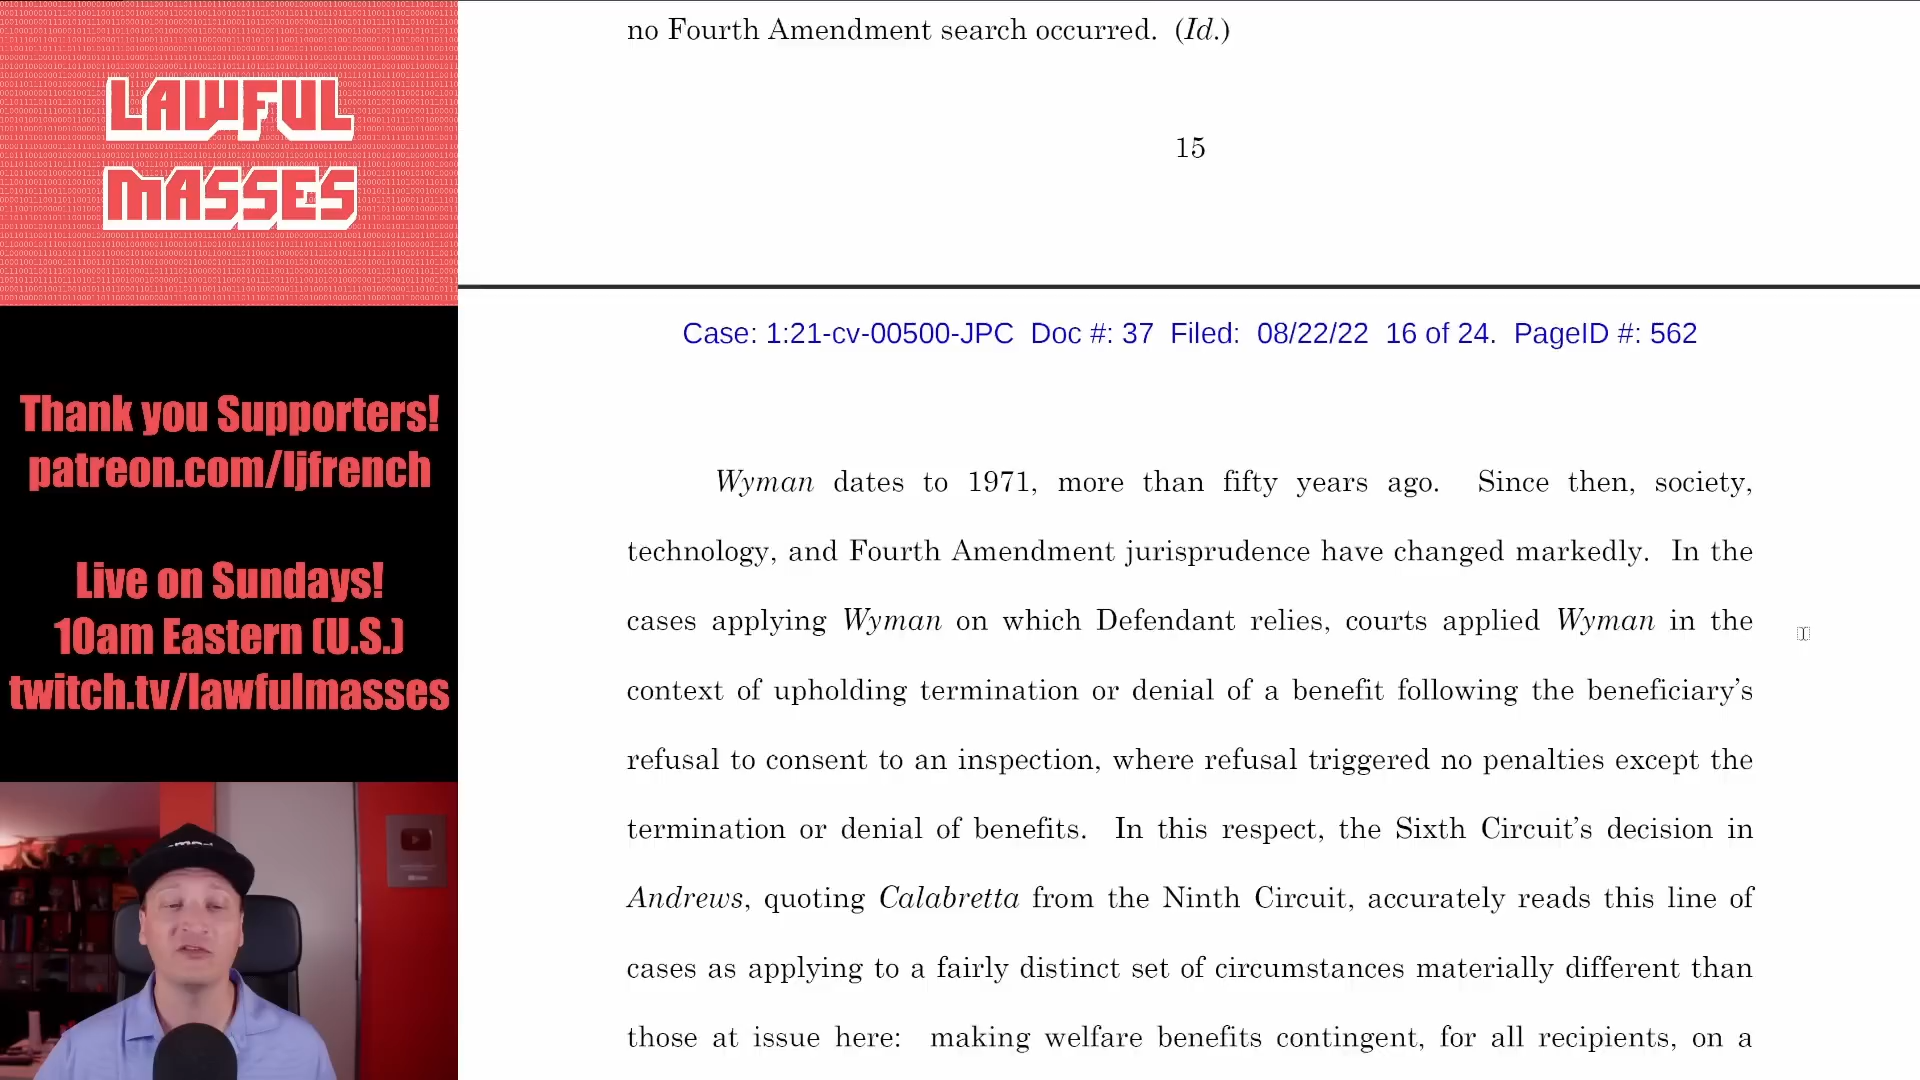 LAWFUL
MASSES
Thank you Supporters!
patreon.com/ljfrench
Live on Sundays!
10am Eastern (U.S.)
twitch.tv/lawfulmasses
no Fourth Amendment search occurred. (Id.)
15
Case: 1:21-cv-00500-JPC Doc #: 37 Filed: 08/22/22 16 of 24. PageID #: 562
Wyman dates to 1971, more than fifty years ago. Since then, society,
technology, and Fourth Amendment jurisprudence have changed markedly. In the
cases applying Wyman on which Defendant relies, courts applied Wyman in the
context of upholding termination or denial of a benefit following the beneficiary’s
refusal to consent to an inspection, where refusal triggered no penalties except the
termination or denial of benefits. In this respect, the Sixth Circuit’s decision in
Andrews, quoting Calabretta from the Ninth Circuit, accurately reads this line of
cases as applying to a fairly distinct set of circumstances materially different than
those at issue here: making welfare benefits contingent, for all recipients, on a